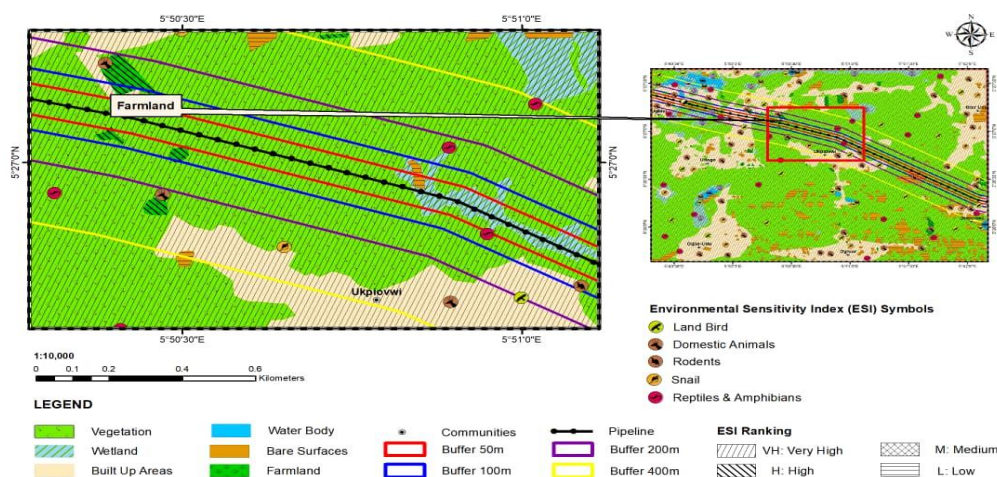 5°50'30"E
5°51'0"E
N
W
E
S
Farmland
5°27'0"N
5°27'0"N
Ukpiovwi
5°50'30"E
5°51'0"E
1:10,000
0 0.1 0.2 0.4 0.6
Kilometers
Environmental Sensitivity Index (ESI) Symbols
Land Bird
Domestic Animals
Rodents
Snail
Reptiles & Amphibians
LEGEND
Vegetation
Wetland
Built Up Areas
Water Body
Bare Surfaces
Farmland
Communities
Buffer 50m
Buffer 100m
Pipeline
Buffer 200m
Buffer 400m
ESI Ranking
VH: Very High
H: High
M: Medium
L: Low